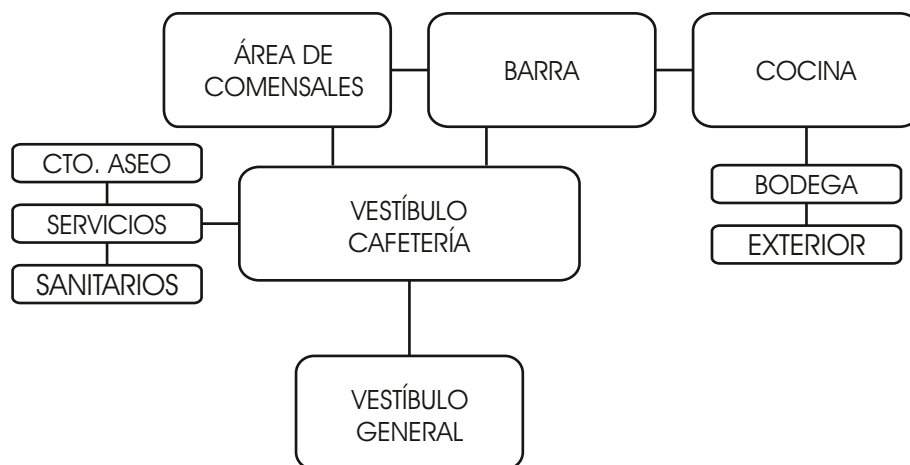 ÁREA DE
COMENSALES
BARRA
COCINA
CTO. ASEO
SERVICIOS
SANITARIOS
VESTÍBULO
CAFETERÍA
BODEGA
EXTERIOR
VESTÍBULO
GENERAL